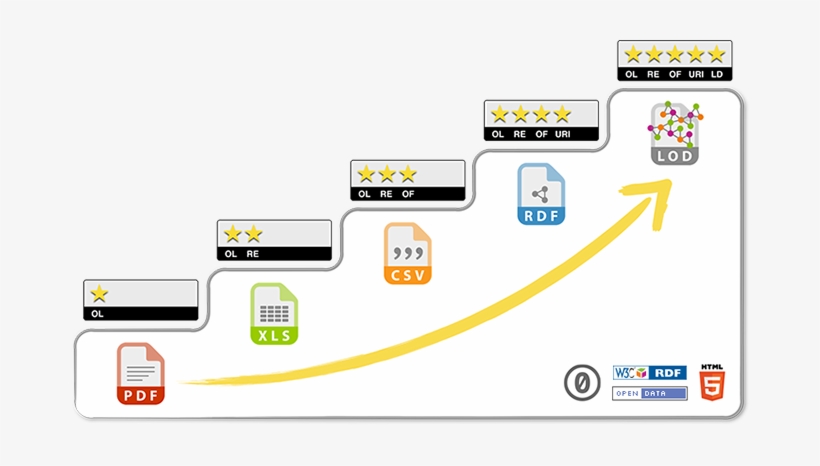 OL RE OF URI LD
LOD
OL RE OF URI
RDF
OL RE OF
CSV
OL RE
XLS
OL
PDF
0
W3C RDF
OPEN DATA
HTML
5